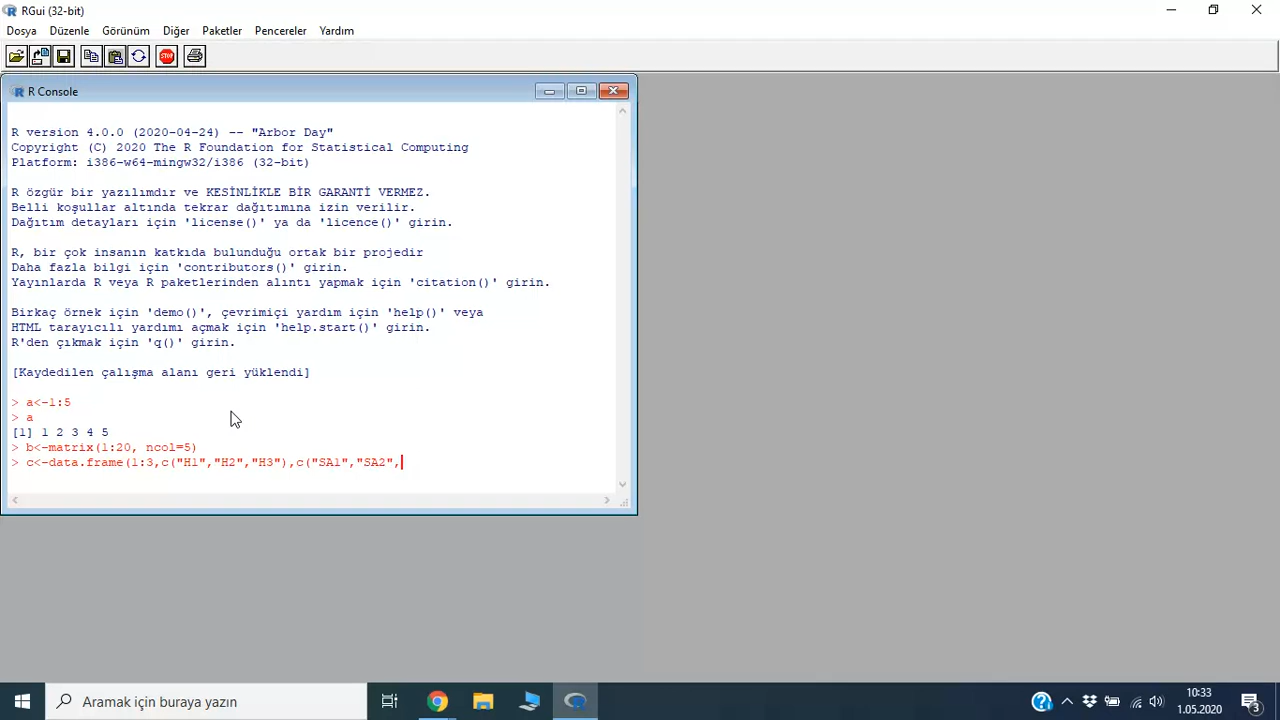 RGui (32-bit)
Dosya Düzenle Görünüm Diğer Paketler Pencereler Yardım
STOP
R Console
R version 4.0.0 (2020-04-24) -- "Arbor Day"
Copyright (C) 2020 The R Foundation for Statistical Computing
Platform: i386-w64-mingw32/i386 (32-bit)
R özgür bir yazılımdır ve KESİNLİKLE BİR GARANTİ VERMEZ.
Belli koşullar altında tekrar dağıtımına izin verilir.
Dağıtım detayları için 'license()' ya da 'licence()' girin.
R, bir çok insanın katkıda bulunduğu ortak bir projedir
Daha fazla bilgi için 'contributors()' girin.
Yayınlarda R veya R paketlerinden alıntı yapmak için 'citation()' girin.
Birkaç örnek için 'demo()', çevrimiçi yardım için 'help()' veya
HTML tarayıcılı yardımı açmak için 'help.start()' girin.
R'den çıkmak için 'q()' girin.
[Kaydedilen çalışma alanı geri yüklendi]
> a<-1:5
> a
[1] 1 2 3 4 5
> b<-matrix(1:20, ncol=5)
> c<-data.frame(1:3,c("H1","H2","H3"),c("SA1","SA2",
Aramak için buraya yazın
10:33
1.05.2020
3